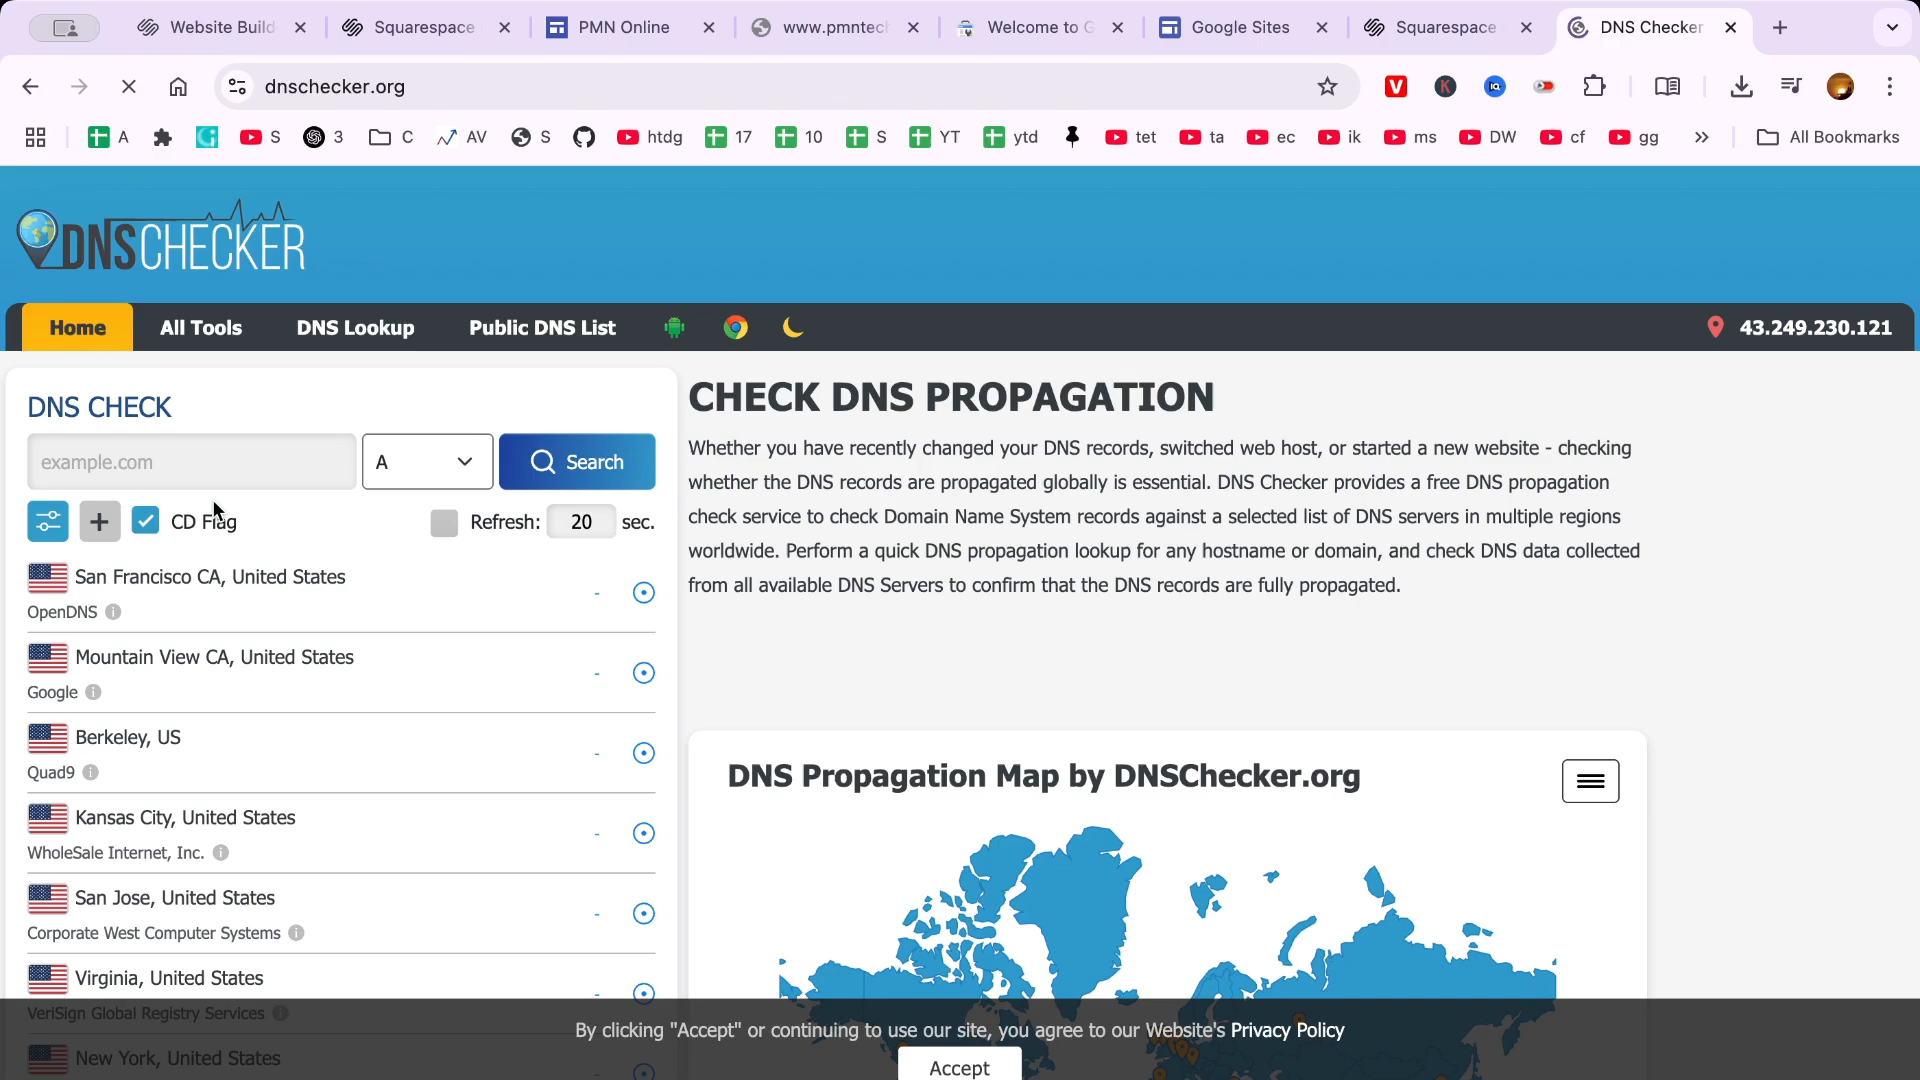 Website Build
Squarespace
PMN Online
www.pmntech
Welcome to G
Google Sites
Squarespace
DNS Checker
dnschecker.org
A
S
3
C
AV
S
htdg
17
10
S
YT
ytd
tet
ta
ec
ik
ms
DW
cf
gg
All Bookmarks
DNSCHECKER
Home
All Tools
DNS Lookup
Public DNS List
43.249.230.121
DNS CHECK
example.com
A
Search
CD Flag
Refresh: 20 sec.
San Francisco CA, United States
OpenDNS
-
Mountain View CA, United States
Google
-
Berkeley, US
Quad9
-
Kansas City, United States
WholeSale Internet, Inc.
-
San Jose, United States
Corporate West Computer Systems
-
Virginia, United States
VeriSign Global Registry Services
-
New York, United States
-
CHECK DNS PROPAGATION
Whether you have recently changed your DNS records, switched web host, or started a new website - checking
whether the DNS records are propagated globally is essential. DNS Checker provides a free DNS propagation
check service to check Domain Name System records against a selected list of DNS servers in multiple regions
worldwide. Perform a quick DNS propagation lookup for any hostname or domain, and check DNS data collected
from all available DNS Servers to confirm that the DNS records are fully propagated.
DNS Propagation Map by DNSChecker.org
By clicking "Accept" or continuing to use our site, you agree to our Website's Privacy Policy
Accept